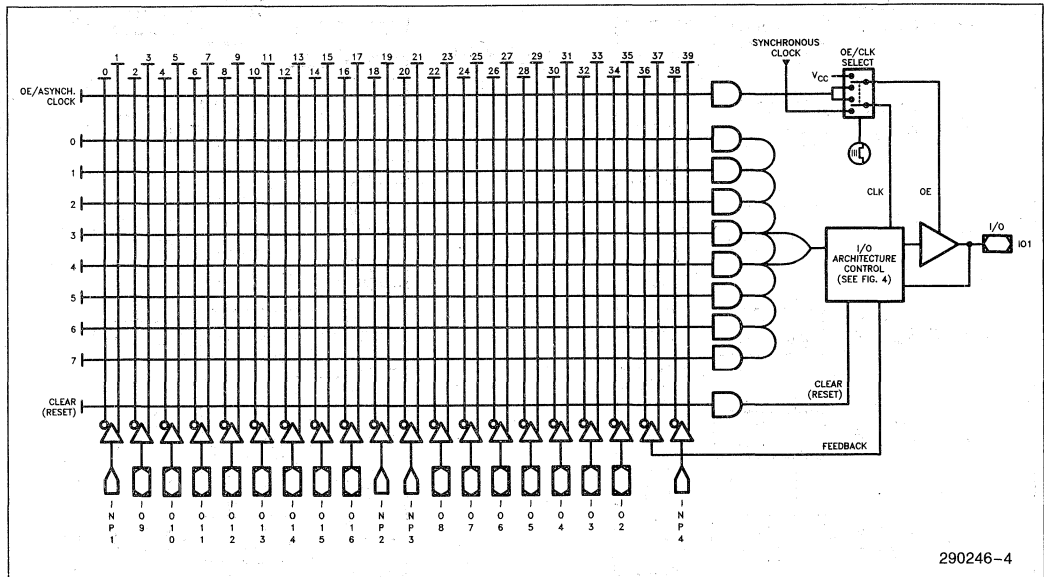 SYNCHRONOUS
CLOCK
OE/CLK
SELECT
1 3 5 7 9 11 13 15 17 19 21 23 25 27 29 31 33 35 37 39
0 2 4 6 8 10 12 14 16 18 20 22 24 26 28 30 32 34 36 38
VCC
OE/ASYNCH.
CLOCK
0
1
2
3
4
5
6
7
CLK
OE
I/O
ARCHITECTURE
CONTROL
(SEE FIG. 4)
I/O
IO1
CLEAR
(RESET)
CLEAR
(RESET)
FEEDBACK
INP1
IO9
IO10
IO11
IO12
IO13
IO14
IO15
IO16
INP2
INP3
IO8
IO7
IO6
IO5
IO4
IO3
IO2
INP4
290246-4